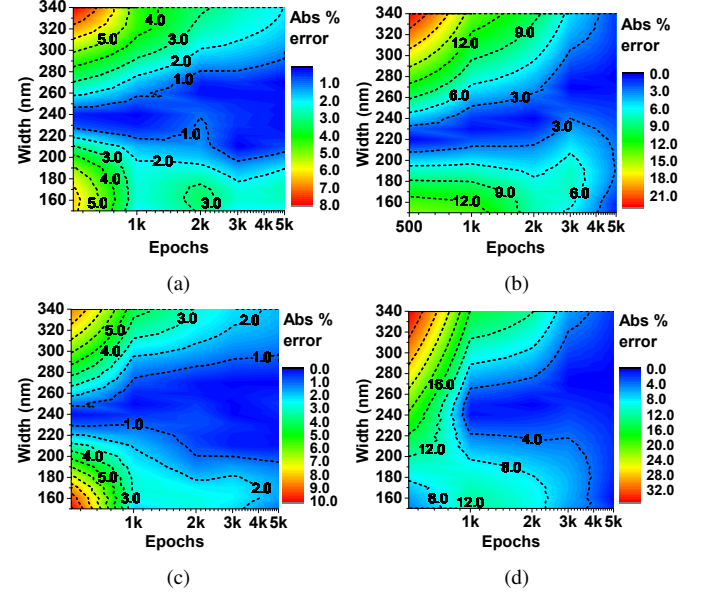 (a)
Width (nm)
340
320
300
280
260
240
220
200
180
160
4.0
5.0
3.0
2.0
1.0
1.0
3.0
2.0
4.0
5.0
3.0
1k
2k
3k
4k
5k
Epochs
Abs %
error
1.0
2.0
3.0
4.0
5.0
6.0
7.0
8.0
(a)
(b)
Width (nm)
340
320
300
280
260
240
220
200
180
160
9.0
12.0
6.0
3.0
3.0
9.0
6.0
12.0
500
1k
2k
3k
4k
5k
Epochs
Abs %
error
0.0
3.0
6.0
9.0
12.0
15.0
18.0
21.0
(b)
(c)
Width (nm)
340
320
300
280
260
240
220
200
180
160
3.0
2.0
5.0
4.0
1.0
1.0
4.0
5.0
3.0
2.0
1k
2k
3k
4k
5k
Epochs
Abs %
error
0.0
1.0
2.0
3.0
4.0
5.0
6.0
7.0
8.0
9.0
10.0
(c)
(d)
Width (nm)
340
320
300
280
260
240
220
200
180
160
16.0
12.0
4.0
8.0
8.0
12.0
1k
2k
3k
4k
5k
Epochs
Abs %
error
0.0
4.0
8.0
12.0
16.0
20.0
24.0
28.0
32.0
(d)